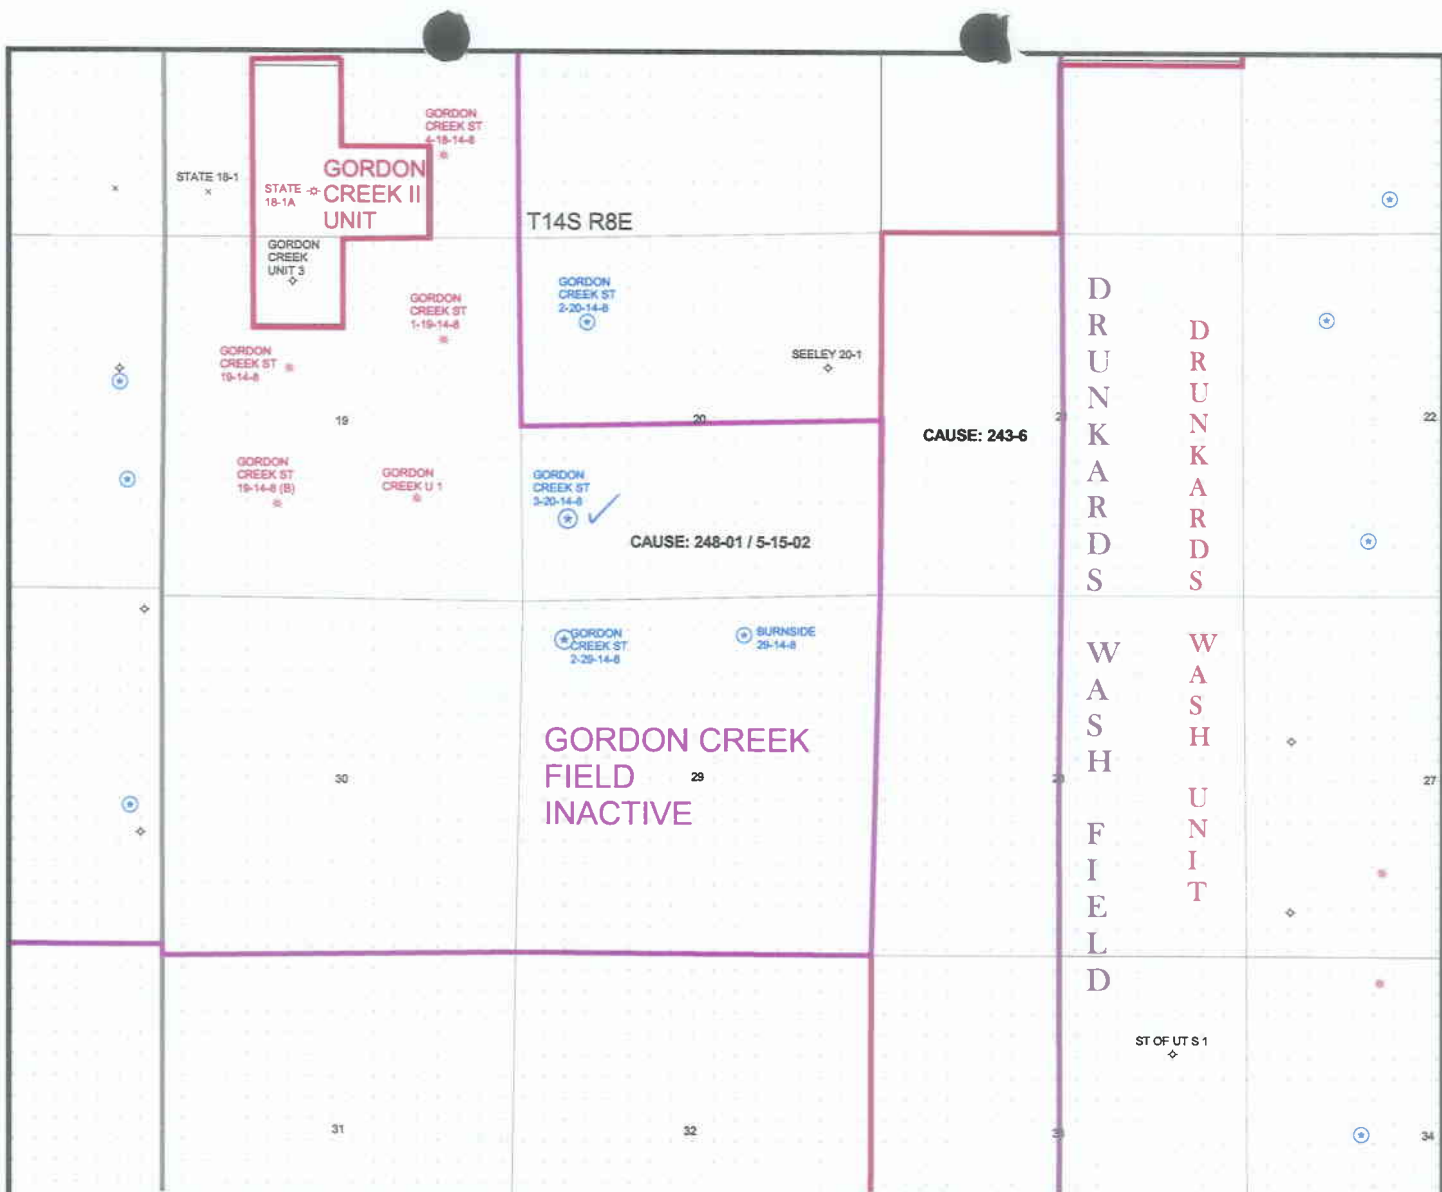 GORDON
CREEK ST
4-18-14-8
STATE 18-1
STATE
18-1A
GORDON
CREEK II
UNIT
T14S R8E
GORDON
CREEK
UNIT 3
GORDON
CREEK ST
1-19-14-8
GORDON
CREEK ST
2-20-14-8
GORDON
CREEK ST
19-14-8
SEELEY 20-1
19
20
21
22
CAUSE: 243-6
GORDON
CREEK ST
19-14-8 (B)
GORDON
CREEK U 1
GORDON
CREEK ST
3-20-14-8
CAUSE: 248-01 / 5-15-02
GORDON
CREEK ST
2-29-14-8
BURNSIDE
29-14-8
GORDON CREEK
FIELD
INACTIVE
30
29
28
27
DRUNKARDS WASH FIELD
DRUNKARDS WASH UNIT
ST OF UT S 1
31
32
33
34